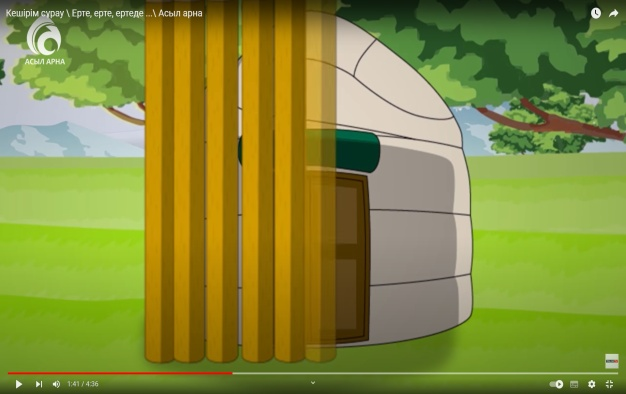 Кешірім сұрау \ Ерте, ерте, ертеде ...\ Асыл арна
АСЫЛ АРНА
1:41 / 4:36